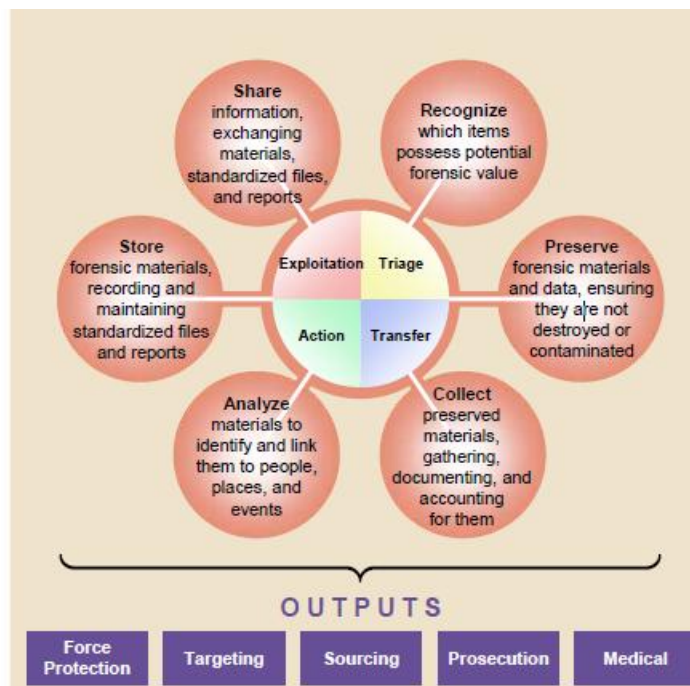 Share
information,
exchanging
materials,
standardized files,
and reports
Recognize
which items
possess potential
forensic value
Store
forensic materials,
recording and
maintaining
standardized files
and reports
Exploitation
Triage
Preserve
forensic materials
and data, ensuring
they are not
destroyed or
contaminated
Action
Transfer
Analyze
materials to
identify and link
them to people,
places, and
events
Collect
preserved
materials,
gathering,
documenting, and
accounting
for them
OUTPUTS
Force
Protection
Targeting
Sourcing
Prosecution
Medical